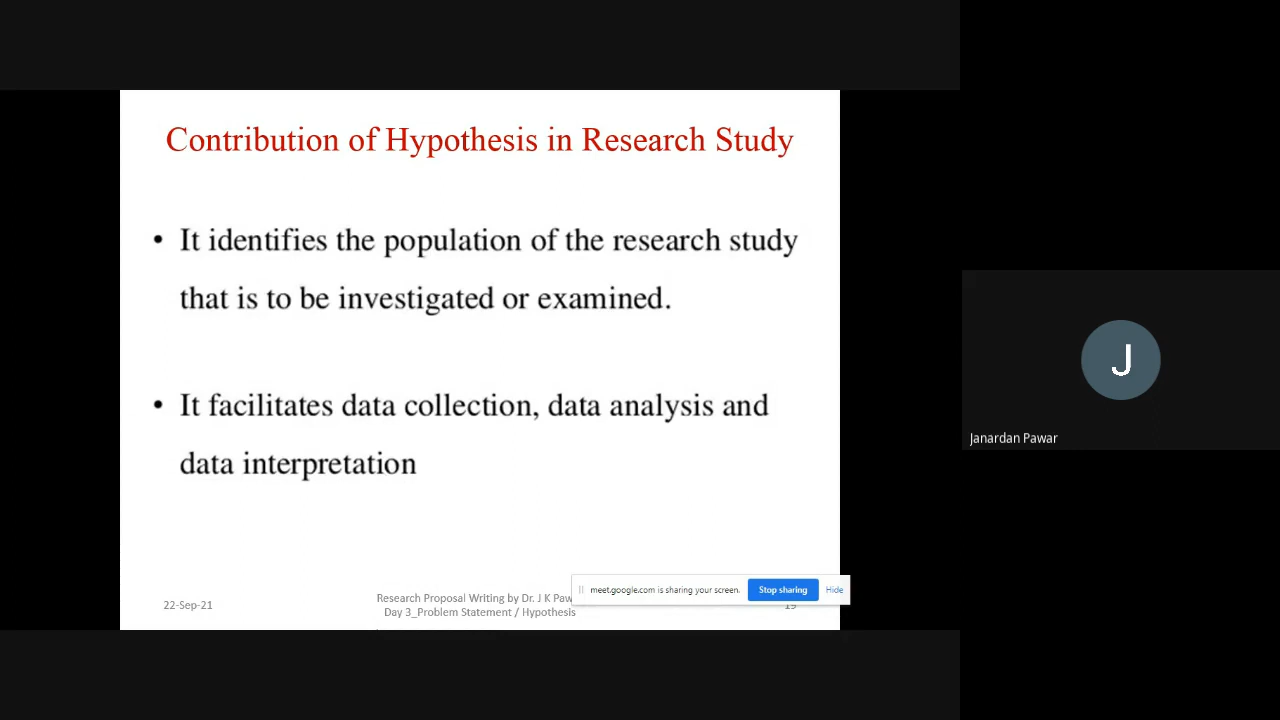 Contribution of Hypothesis in Research Study
• It identifies the population of the research study
that is to be investigated or examined.
• It facilitates data collection, data analysis and
data interpretation
22-Sep-21
Research Proposal Writing by Dr. J K
Day 3_Problem Statement / Hypothesis
meet.google.com is sharing your screen.
Stop sharing
Hide
J
Janardan Pawar